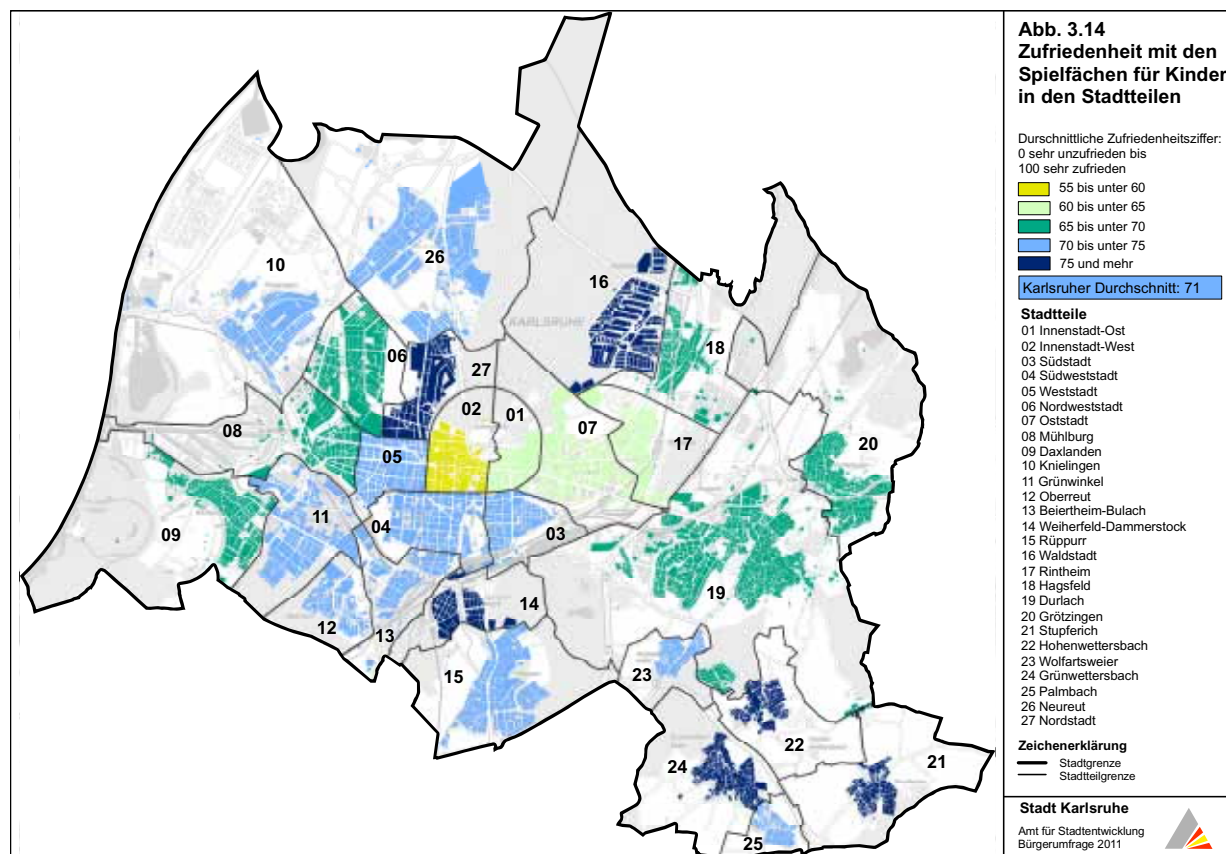 Abb. 3.14
Zufriedenheit mit den
Spielfächen für Kinder
in den Stadtteilen
Durschnittliche Zufriedenheitsziffer:
0 sehr unzufrieden bis
100 sehr zufrieden
55 bis unter 60
60 bis unter 65
65 bis unter 70
70 bis unter 75
75 und mehr
Karlsruher Durchschnitt: 71
Stadtteile
01 Innenstadt-Ost
02 Innenstadt-West
03 Südstadt
04 Südweststadt
05 Weststadt
06 Nordweststadt
07 Oststadt
08 Mühlburg
09 Daxlanden
10 Knielingen
11 Grünwinkel
12 Oberreut
13 Beiertheim-Bulach
14 Weiherfeld-Dammerstock
15 Rüppurr
16 Waldstadt
17 Rintheim
18 Hagsfeld
19 Durlach
20 Grötzingen
21 Stupferich
22 Hohenwettersbach
23 Wolfartsweier
24 Grünwettersbach
25 Palmbach
26 Neureut
27 Nordstadt
Zeichenerklärung
Stadtgrenze
Stadtteilgrenze
Stadt Karlsruhe
Amt für Stadtentwicklung
Bürgerumfrage 2011
26
10
16
KARLSRUHE
18
06
27
02
01
07
08
17
20
05
11
04
03
09
19
14
12
13
15
23
22
24
21
25